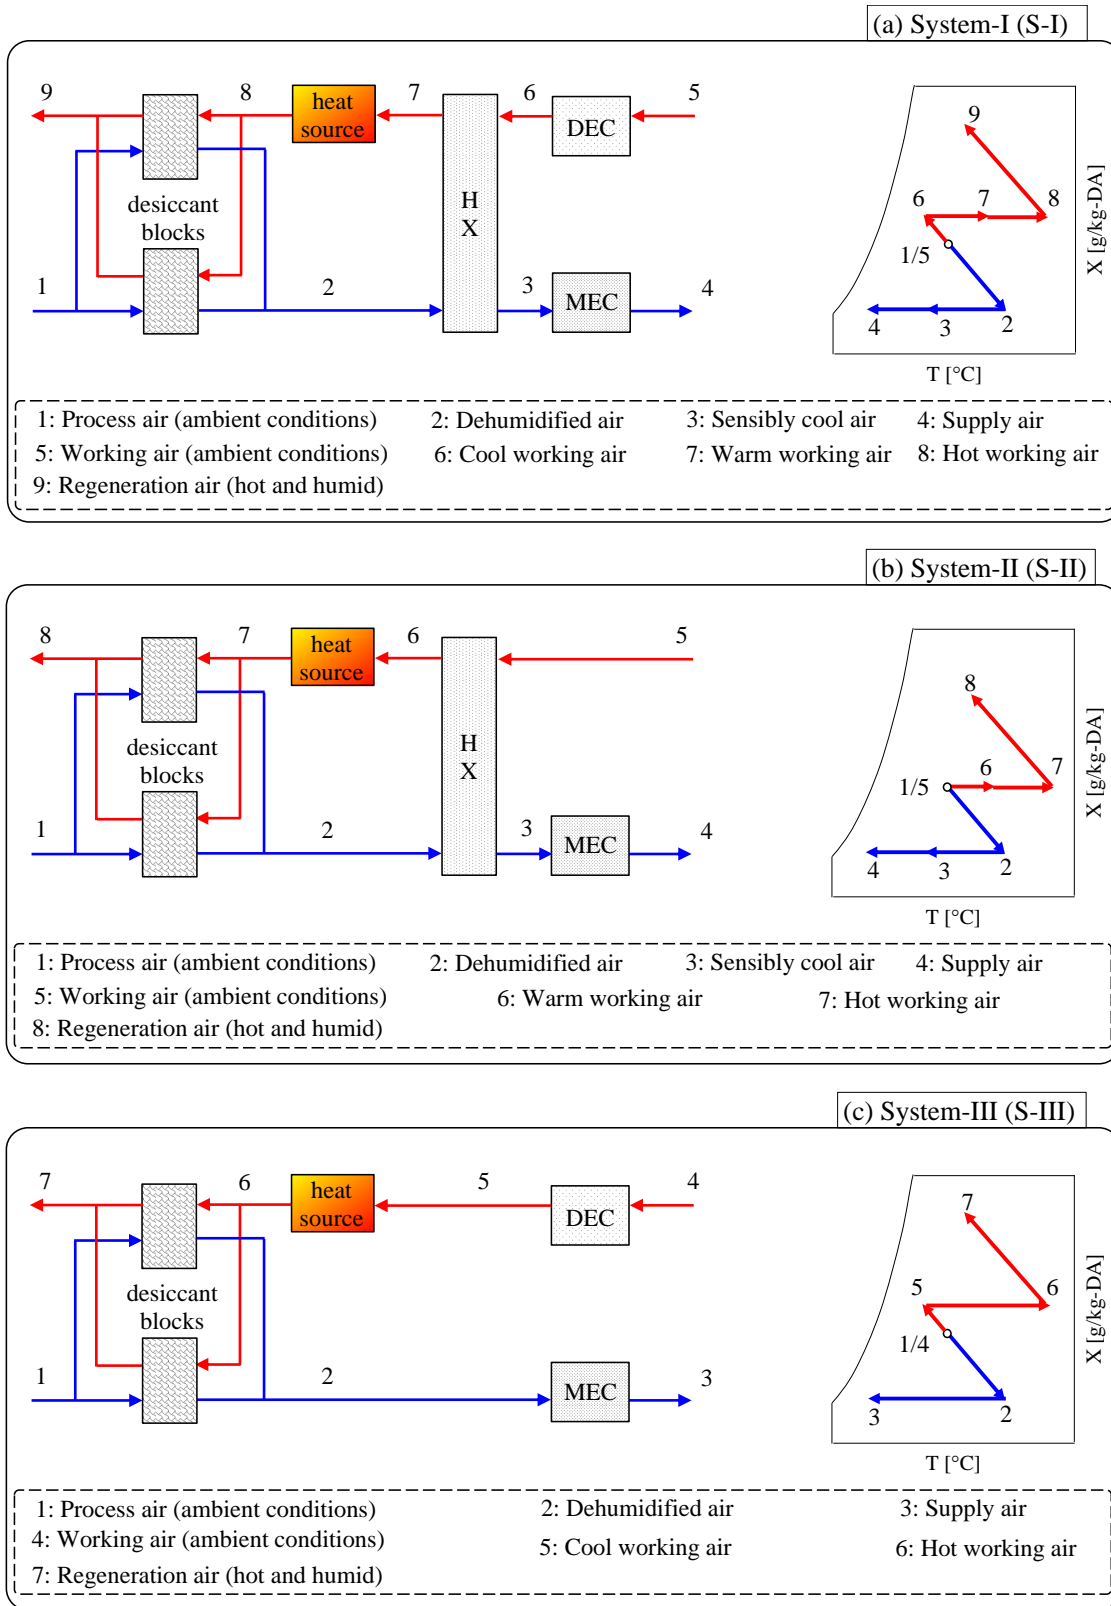 (a) System-I (S-I)
9 8 heat source 7 6 DEC 5
H X
desiccant blocks
1 2 3 MEC 4
9
6 7 8
1/5
4 3 2
X [g/kg-DA]
T [°C]
1: Process air (ambient conditions) 2: Dehumidified air 3: Sensibly cool air 4: Supply air
5: Working air (ambient conditions) 6: Cool working air 7: Warm working air 8: Hot working air
9: Regeneration air (hot and humid)
(b) System-II (S-II)
8 7 heat source 6 5
H X
desiccant blocks
1 2 3 MEC 4
8
1/5 6 7
4 3 2
X [g/kg-DA]
T [°C]
1: Process air (ambient conditions) 2: Dehumidified air 3: Sensibly cool air 4: Supply air
5: Working air (ambient conditions) 6: Warm working air 7: Hot working air
8: Regeneration air (hot and humid)
(c) System-III (S-III)
7 6 heat source 5 DEC 4
desiccant blocks
1 2 MEC 3
7
5 6
1/4
3 2
X [g/kg-DA]
T [°C]
1: Process air (ambient conditions) 2: Dehumidified air 3: Supply air
4: Working air (ambient conditions) 5: Cool working air 6: Hot working air
7: Regeneration air (hot and humid)